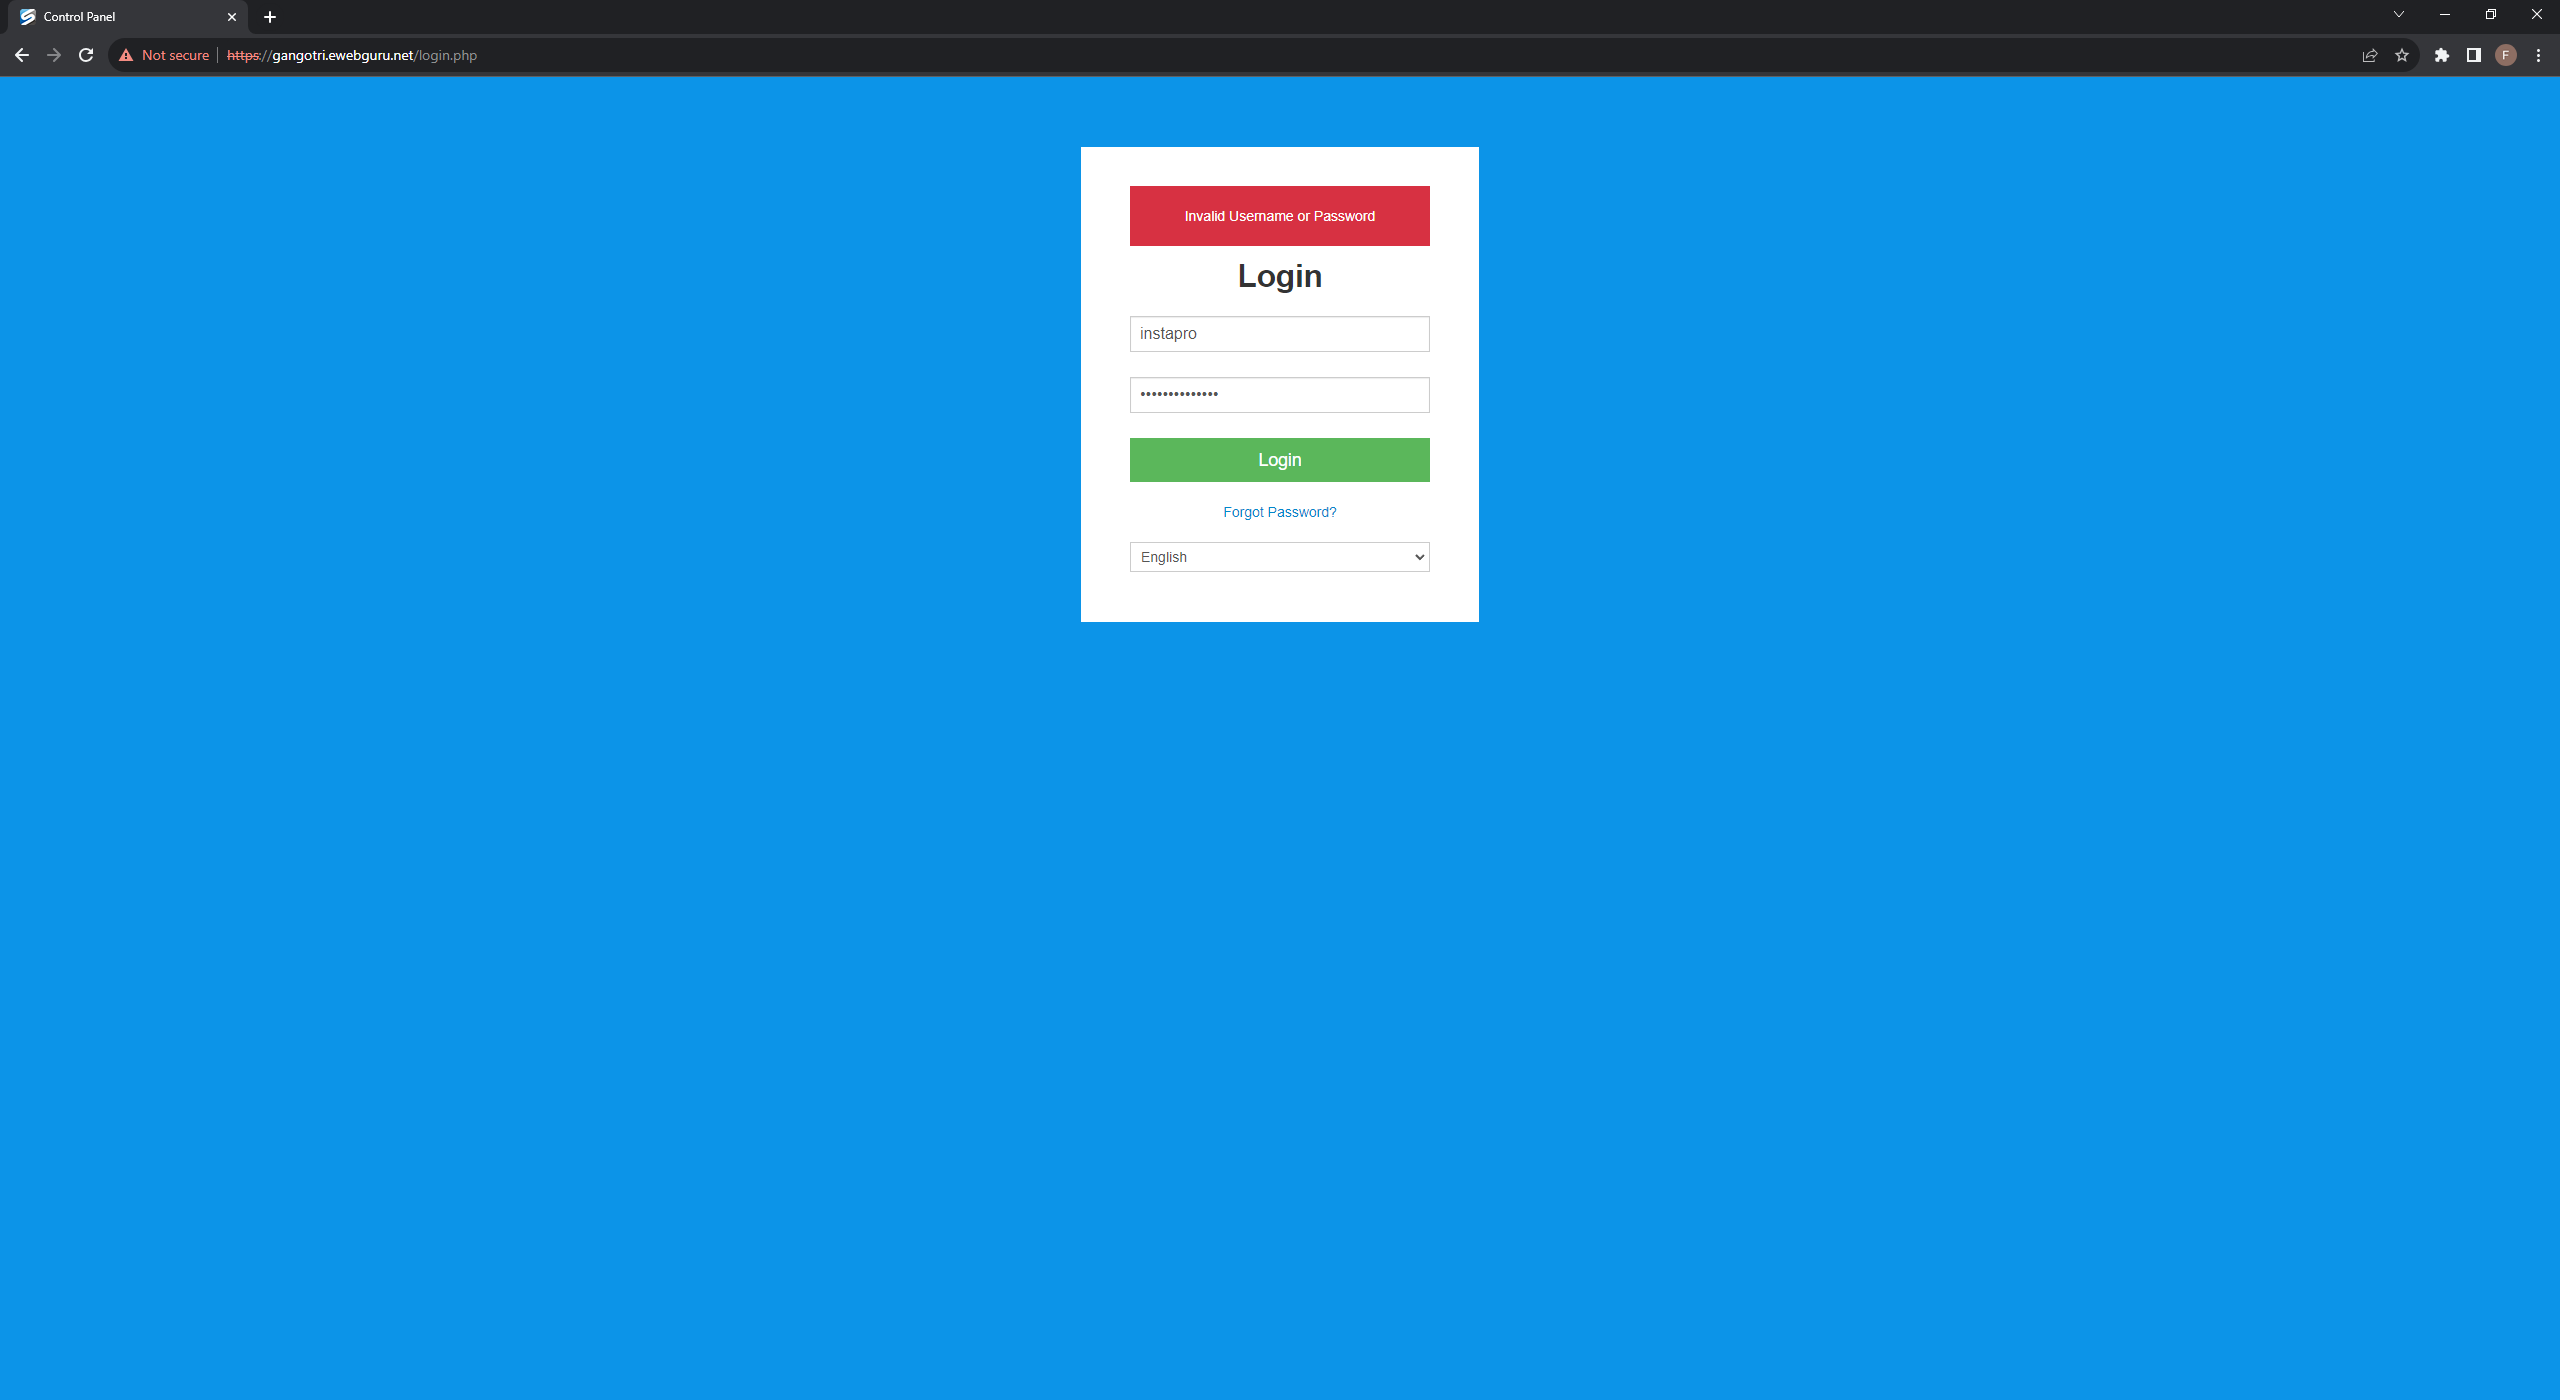 Control Panel
Not secure
https://gangotri.ewebguru.net/login.php
F
Invalid Username or Password
Login
instapro
••••••••••••••
Login
Forgot Password?
English